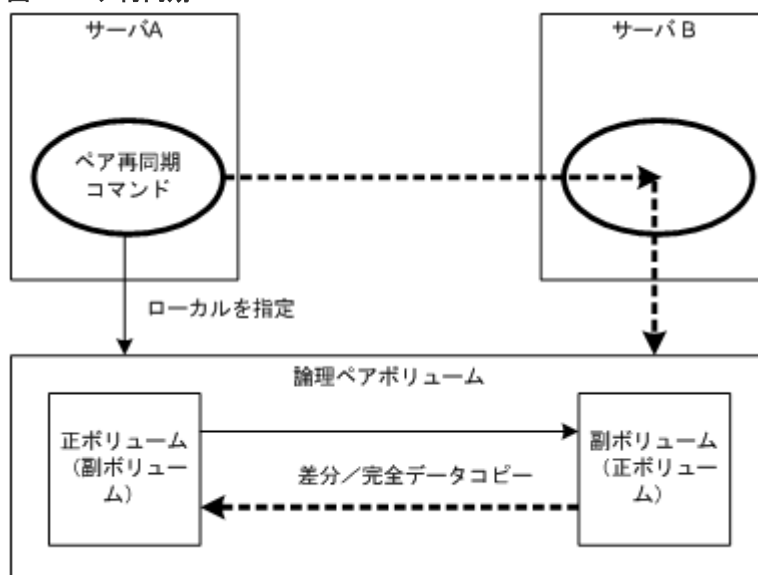 サーバA
サーバ B
ペア再同期
コマンド
ローカルを指定
論理ペアボリューム
正ボリューム
(副ボリュー
ム)
差分/完全データコピー
副ボリューム
(正ボリュー
ム)